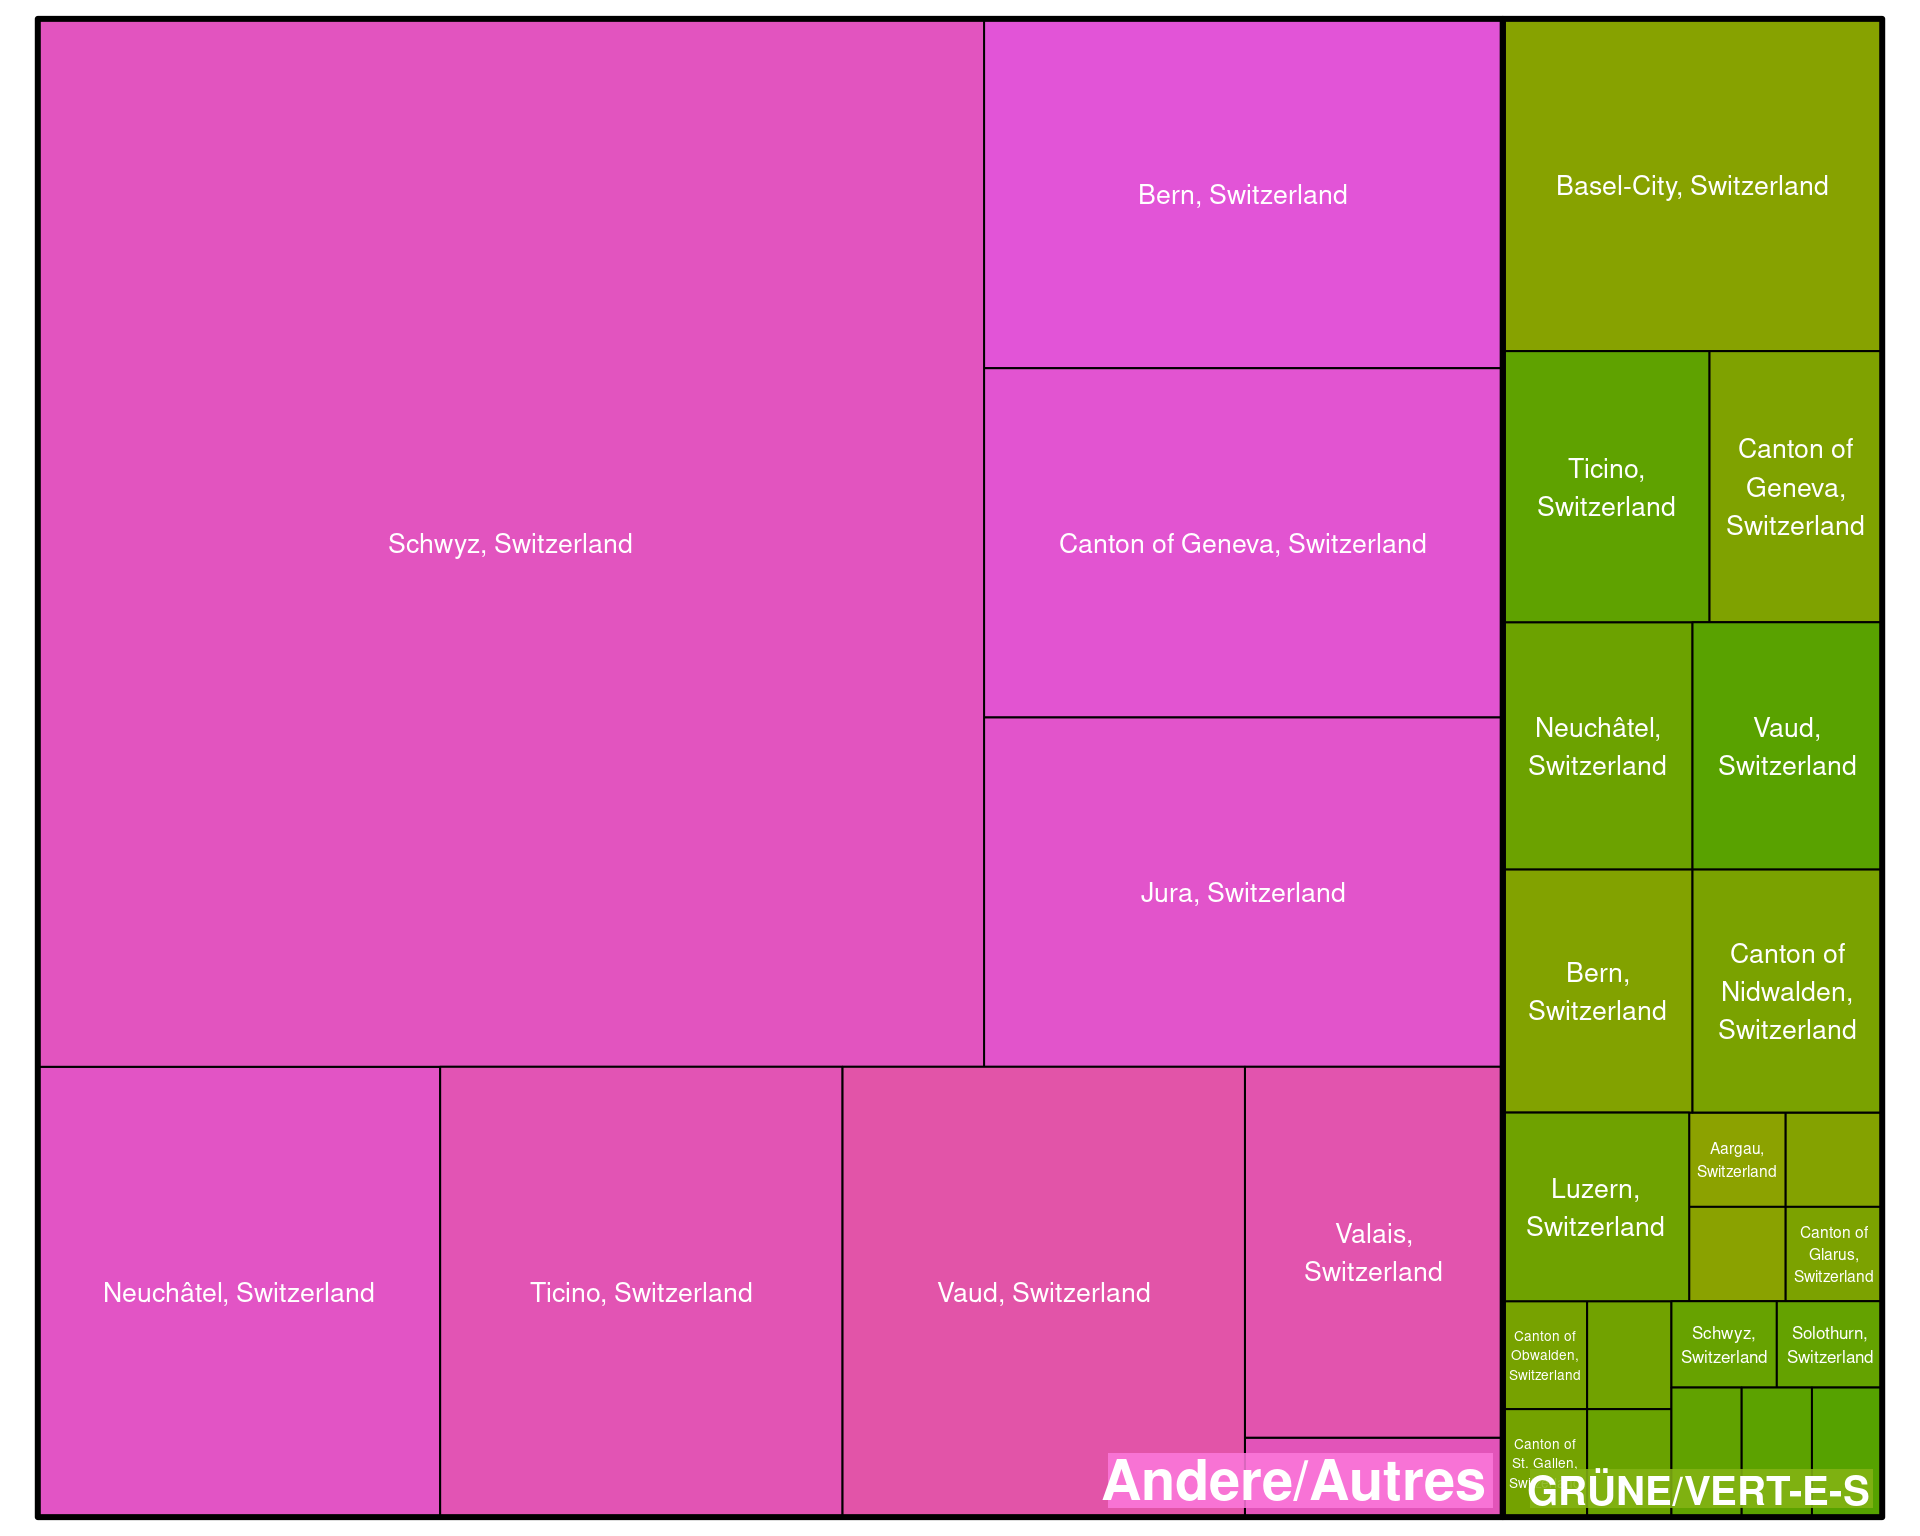 Schwyz, Switzerland
Bern, Switzerland
Canton of Geneva, Switzerland
Jura, Switzerland
Neuchâtel, Switzerland
Ticino, Switzerland
Vaud, Switzerland
Valais,
Switzerland
Andere/Autres
Basel-City, Switzerland
Ticino,
Switzerland
Canton of
Geneva,
Switzerland
Neuchâtel,
Switzerland
Vaud,
Switzerland
Bern,
Switzerland
Canton of
Nidwalden,
Switzerland
Luzern,
Switzerland
Aargau,
Switzerland
Canton of
Glarus,
Switzerland
Canton of
Obwalden,
Switzerland
Schwyz,
Switzerland
Solothurn,
Switzerland
Canton of
St. Gallen,
GRÜNE/VERT-E-S